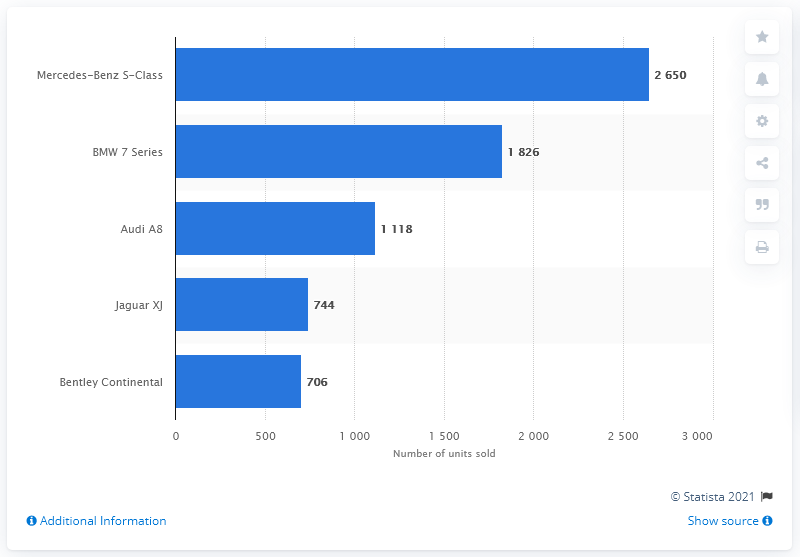 Mercedes-Benz S-Class 2 650
BMW 7 Series 1 826
Audi A8 1 118
Jaguar XJ 744
Bentley Continental 706
0 500 1 000 1 500 2 000 2 500 3 000
Number of units sold
© Statista 2021
Additional Information Show source